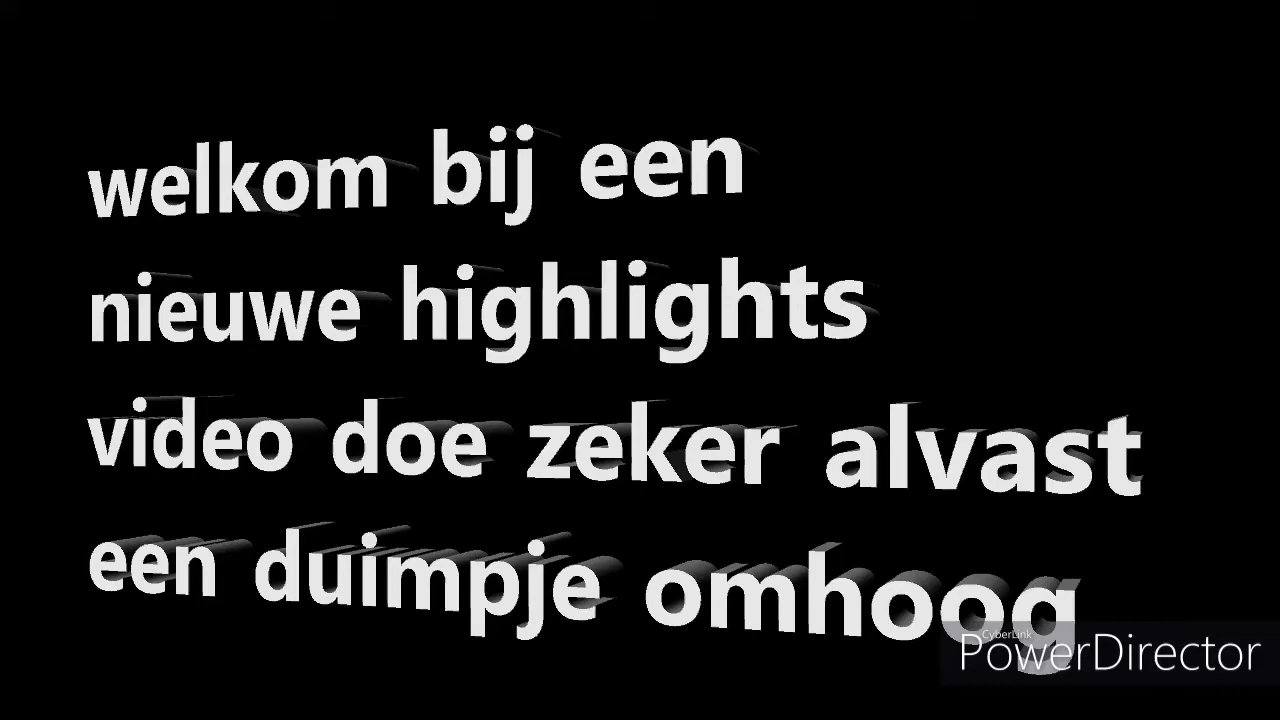 welkom bij een
nieuwe highlights
video doe zeker alvast
een duimpje omhoog
CyberLink
PowerDirector